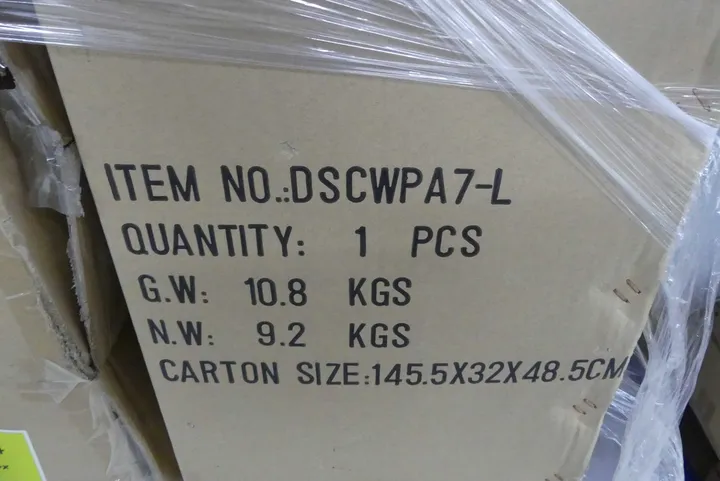 ITEM NO.:DSCWPA7-L
QUANTITY: 1 PCS
G.W: 10.8 KGS
N.W: 9.2 KGS
CARTON SIZE:145.5X32X48.5CM